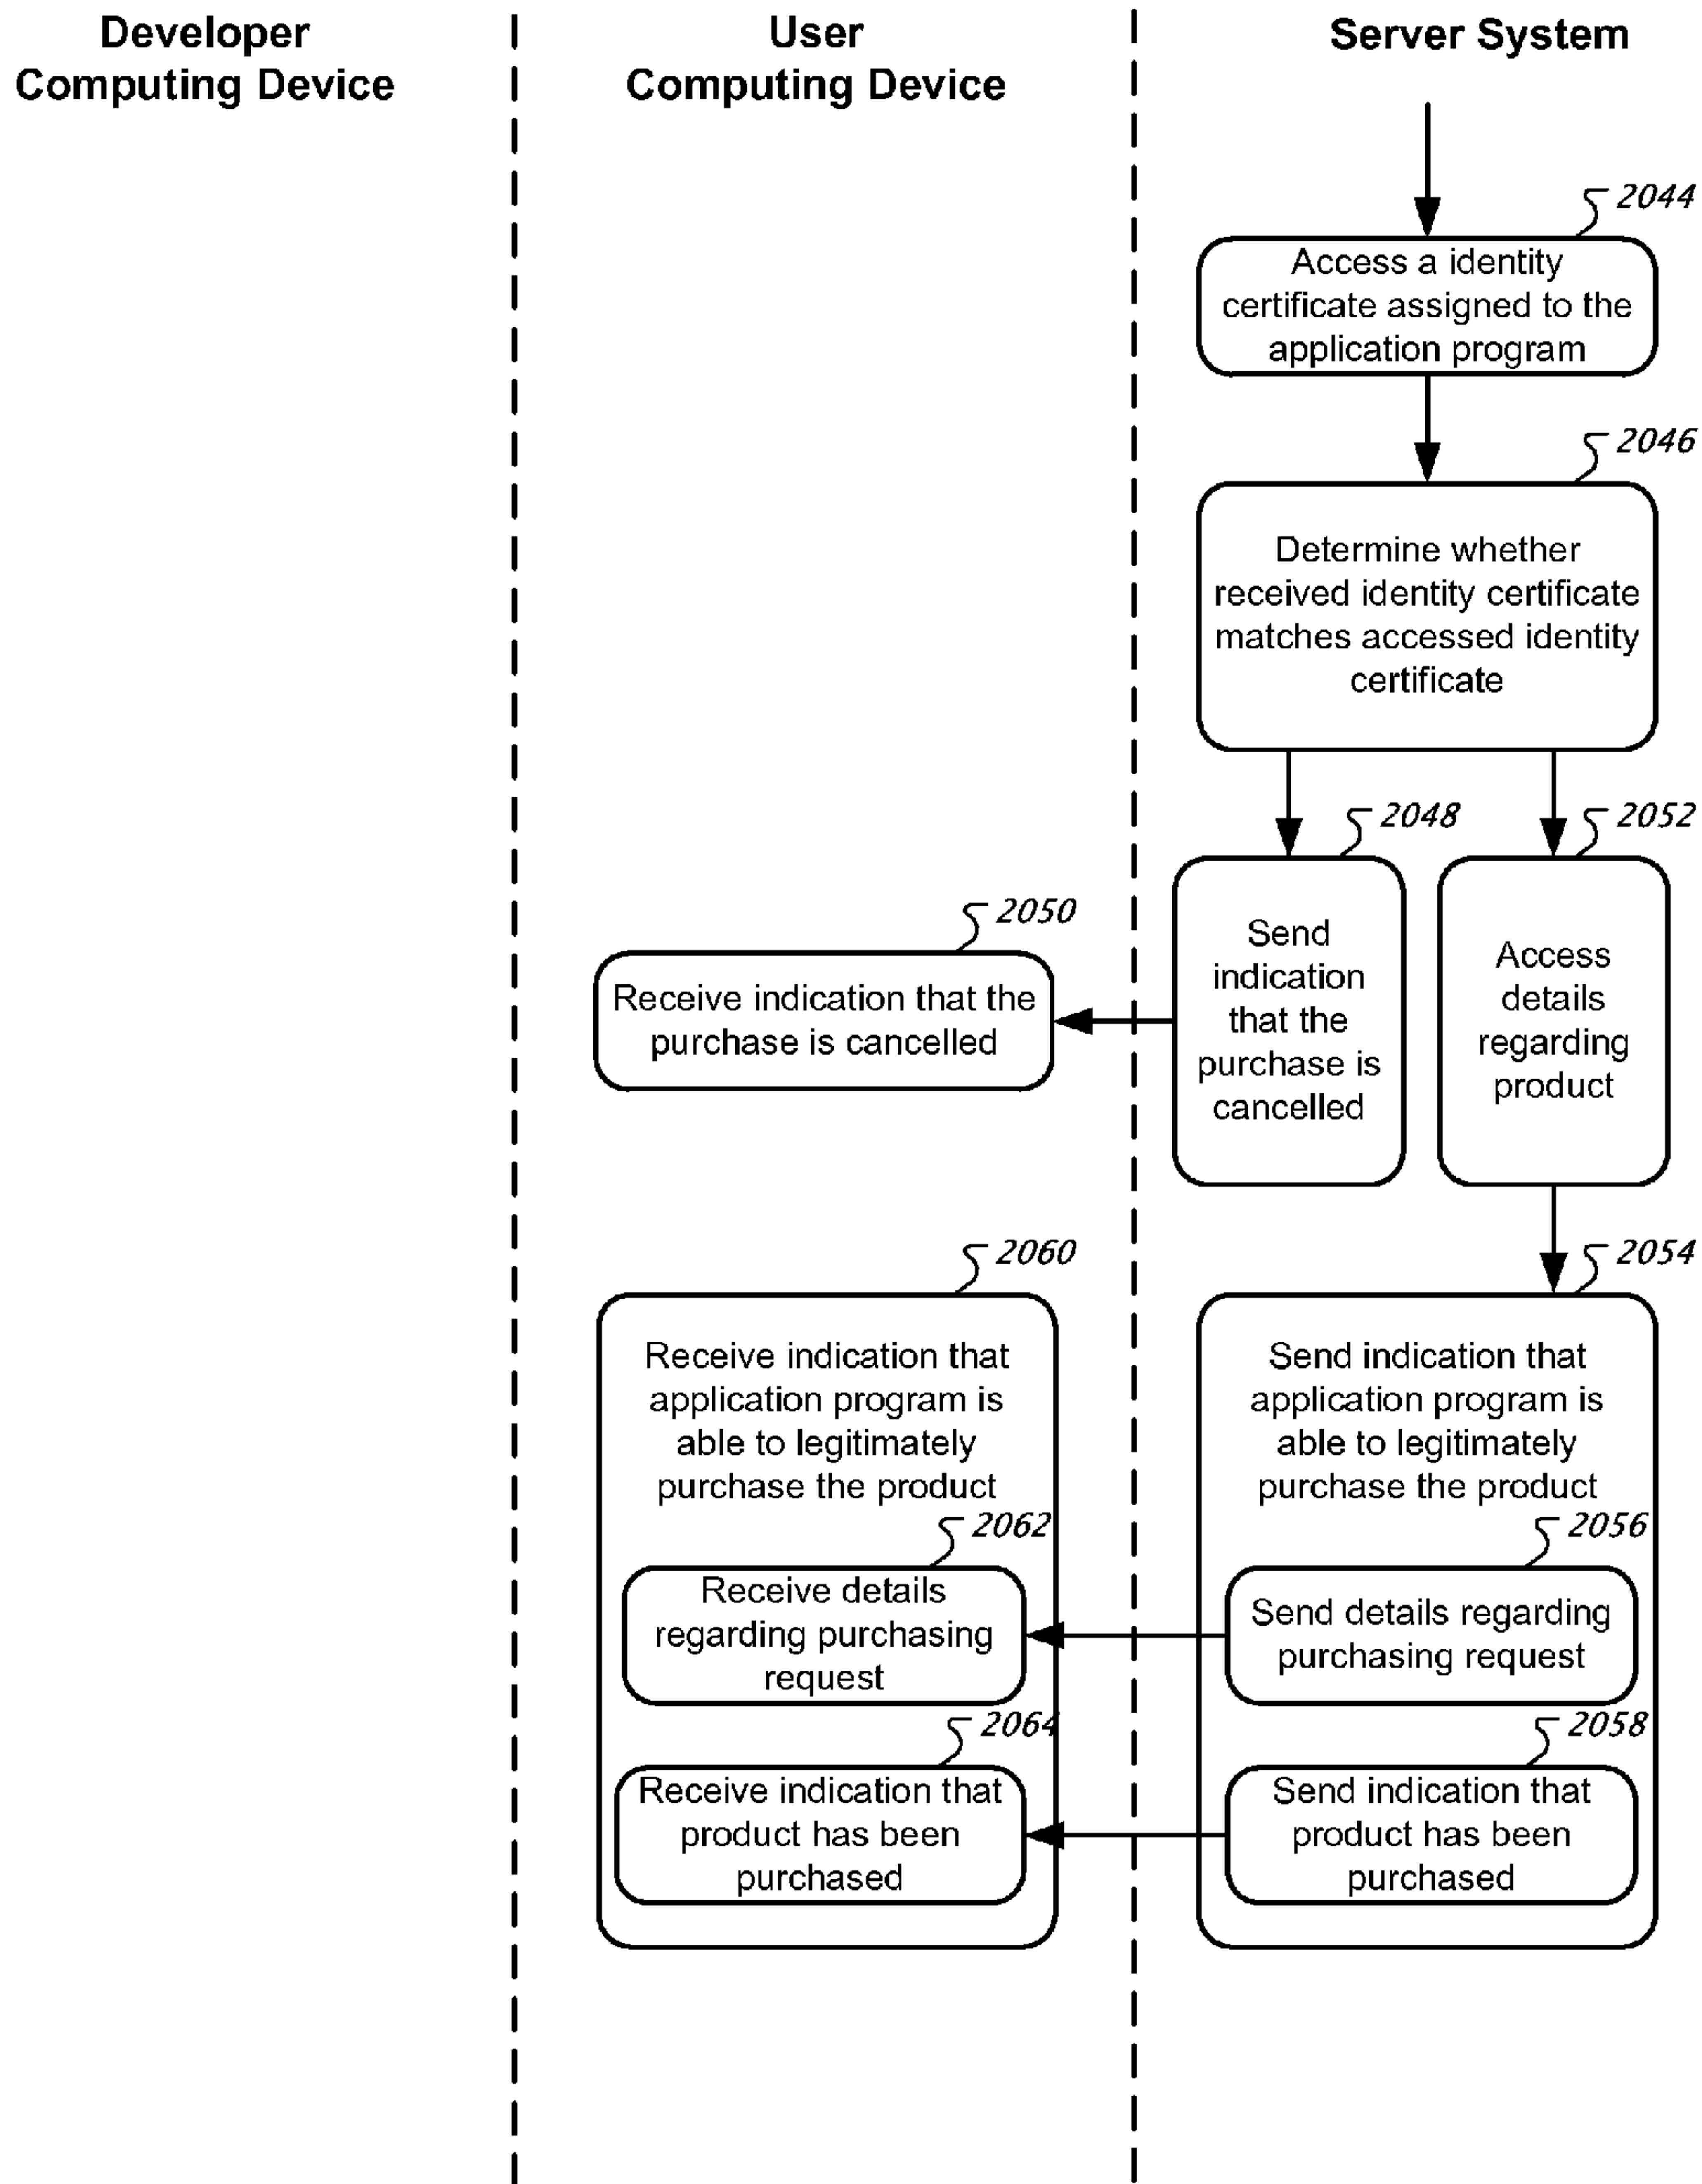 Developer
Computing Device
User
Computing Device
Server System
2044
Access a identity
certificate assigned to the
application program
2046
Determine whether
received identity certificate
matches accessed identity
certificate
2048
Send
indication
that the
purchase is
cancelled
2052
Access
details
regarding
product
2050
Receive indication that the
purchase is cancelled
2060
Receive indication that
application program is
able to legitimately
purchase the product
2062
Receive details
regarding purchasing
request
2064
Receive indication that
product has been
purchased
2054
Send indication that
application program is
able to legitimately
purchase the product
2056
Send details regarding
purchasing request
2058
Send indication that
product has been
purchased